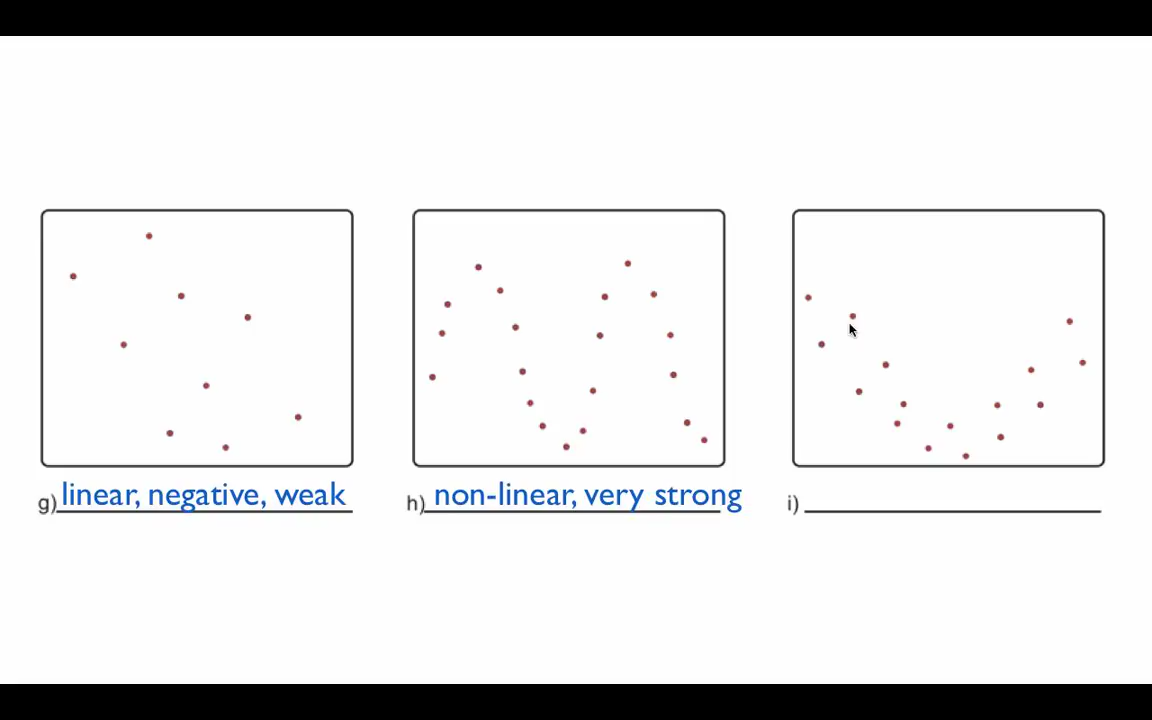 g) linear, negative, weak
h) non-linear, very strong
i)